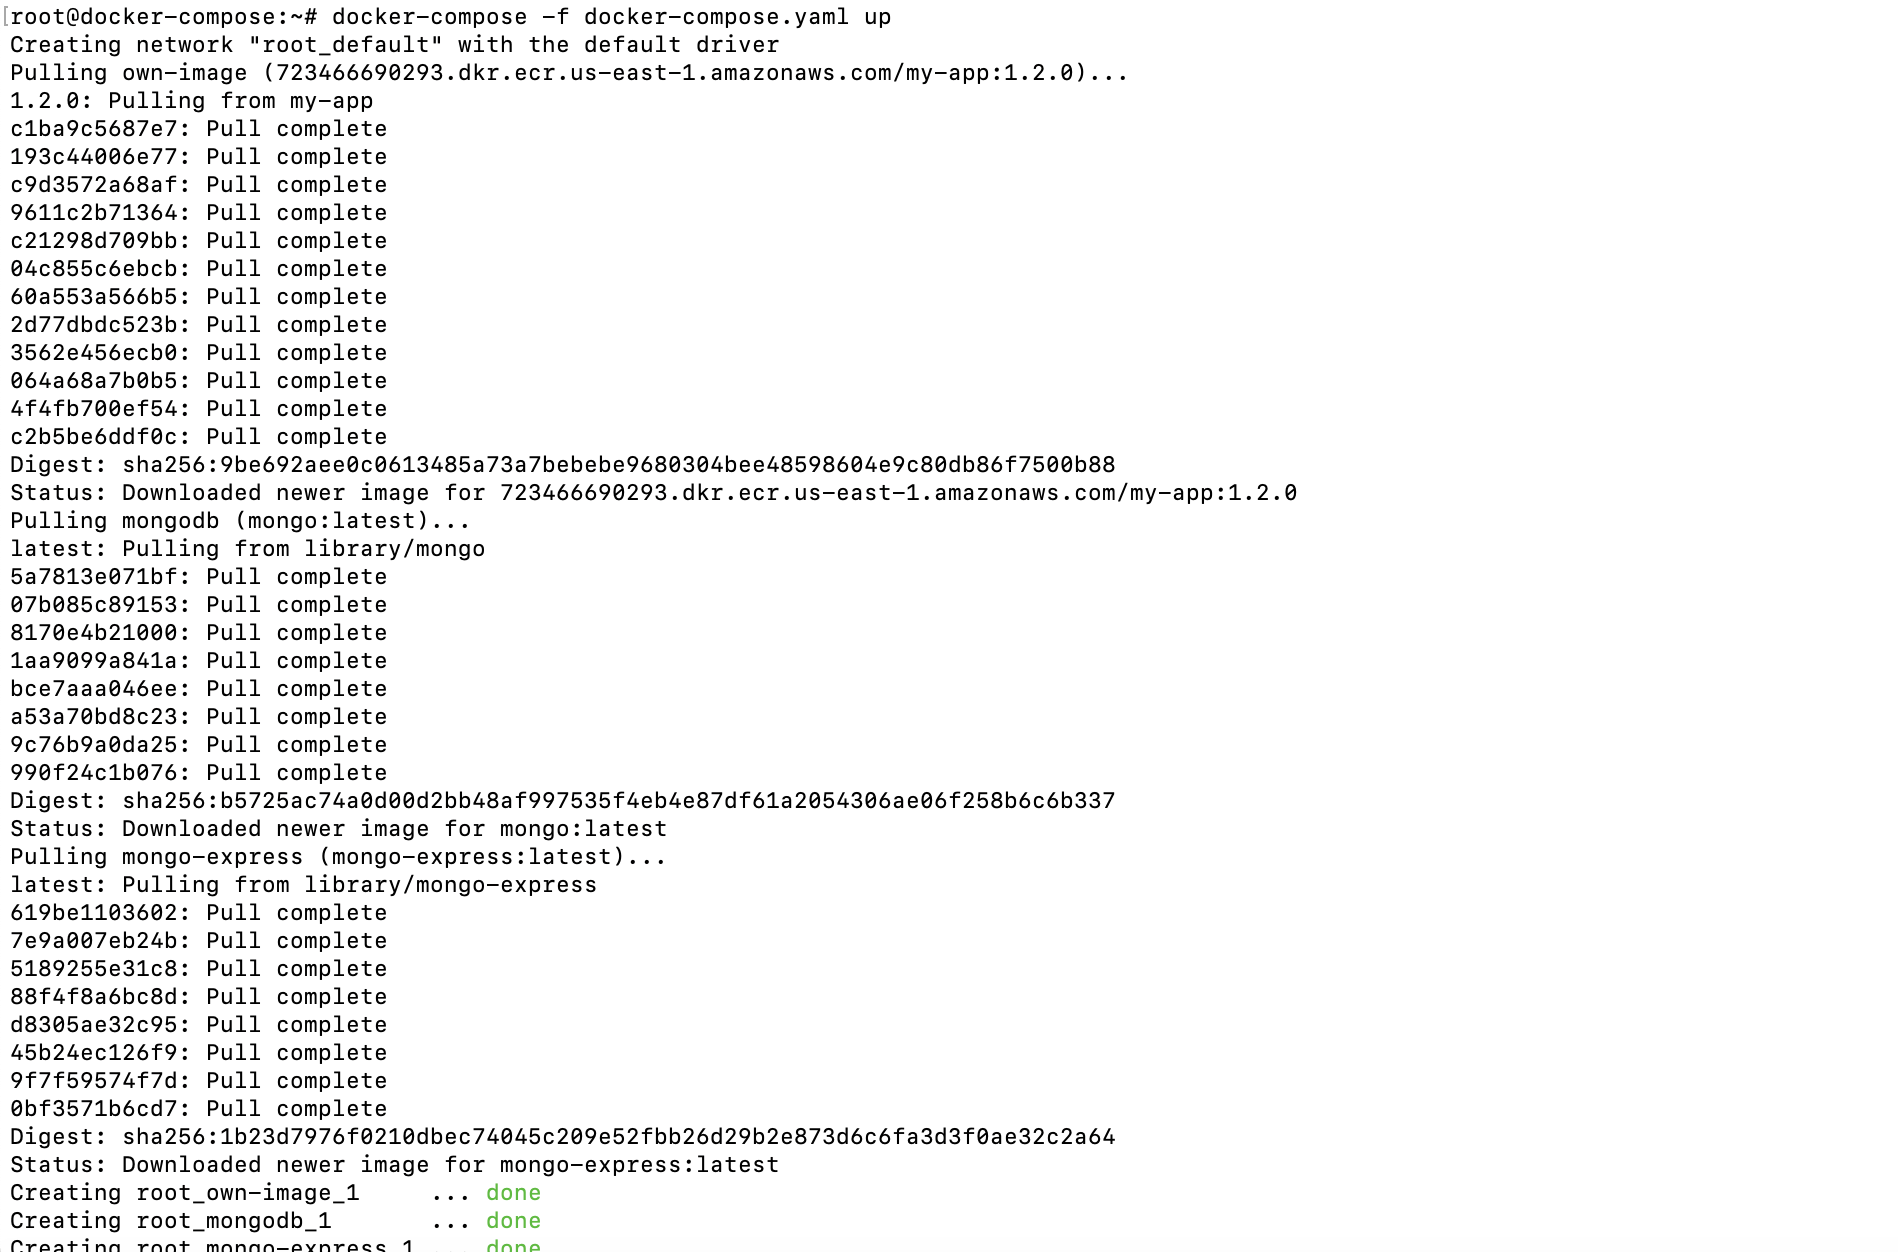 [root@docker-compose:~# docker-compose -f docker-compose.yaml up
Creating network "root_default" with the default driver
Pulling own-image (723466690293.dkr.ecr.us-east-1.amazonaws.com/my-app:1.2.0)...
1.2.0: Pulling from my-app
c1ba9c5687e7: Pull complete
193c44006e77: Pull complete
c9d3572a68af: Pull complete
9611c2b71364: Pull complete
c21298d709bb: Pull complete
04c855c6ebcb: Pull complete
60a553a566b5: Pull complete
2d77dbdc523b: Pull complete
3562e456ecb0: Pull complete
064a68a7b0b5: Pull complete
4f4fb700ef54: Pull complete
c2b5be6ddf0c: Pull complete
Digest: sha256:9be692aee0c0613485a73a7bebebe9680304bee48598604e9c80db86f7500b88
Status: Downloaded newer image for 723466690293.dkr.ecr.us-east-1.amazonaws.com/my-app:1.2.0
Pulling mongodb (mongo:latest)...
latest: Pulling from library/mongo
5a7813e071bf: Pull complete
07b085c89153: Pull complete
8170e4b21000: Pull complete
1aa9099a841a: Pull complete
bce7aaa046ee: Pull complete
a53a70bd8c23: Pull complete
9c76b9a0da25: Pull complete
990f24c1b076: Pull complete
Digest: sha256:b5725ac74a0d00d2bb48af997535f4eb4e87df61a2054306ae06f258b6c6b337
Status: Downloaded newer image for mongo:latest
Pulling mongo-express (mongo-express:latest)...
latest: Pulling from library/mongo-express
619be1103602: Pull complete
7e9a007eb24b: Pull complete
5189255e31c8: Pull complete
88f4f8a6bc8d: Pull complete
d8305ae32c95: Pull complete
45b24ec126f9: Pull complete
9f7f59574f7d: Pull complete
0bf3571b6cd7: Pull complete
Digest: sha256:1b23d7976f0210dbec74045c209e52fbb26d29b2e873d6c6fa3d3f0ae32c2a64
Status: Downloaded newer image for mongo-express:latest
Creating root_own-image_1     ... done
Creating root_mongodb_1       ... done
Creating root_mongo-express_1 ... done